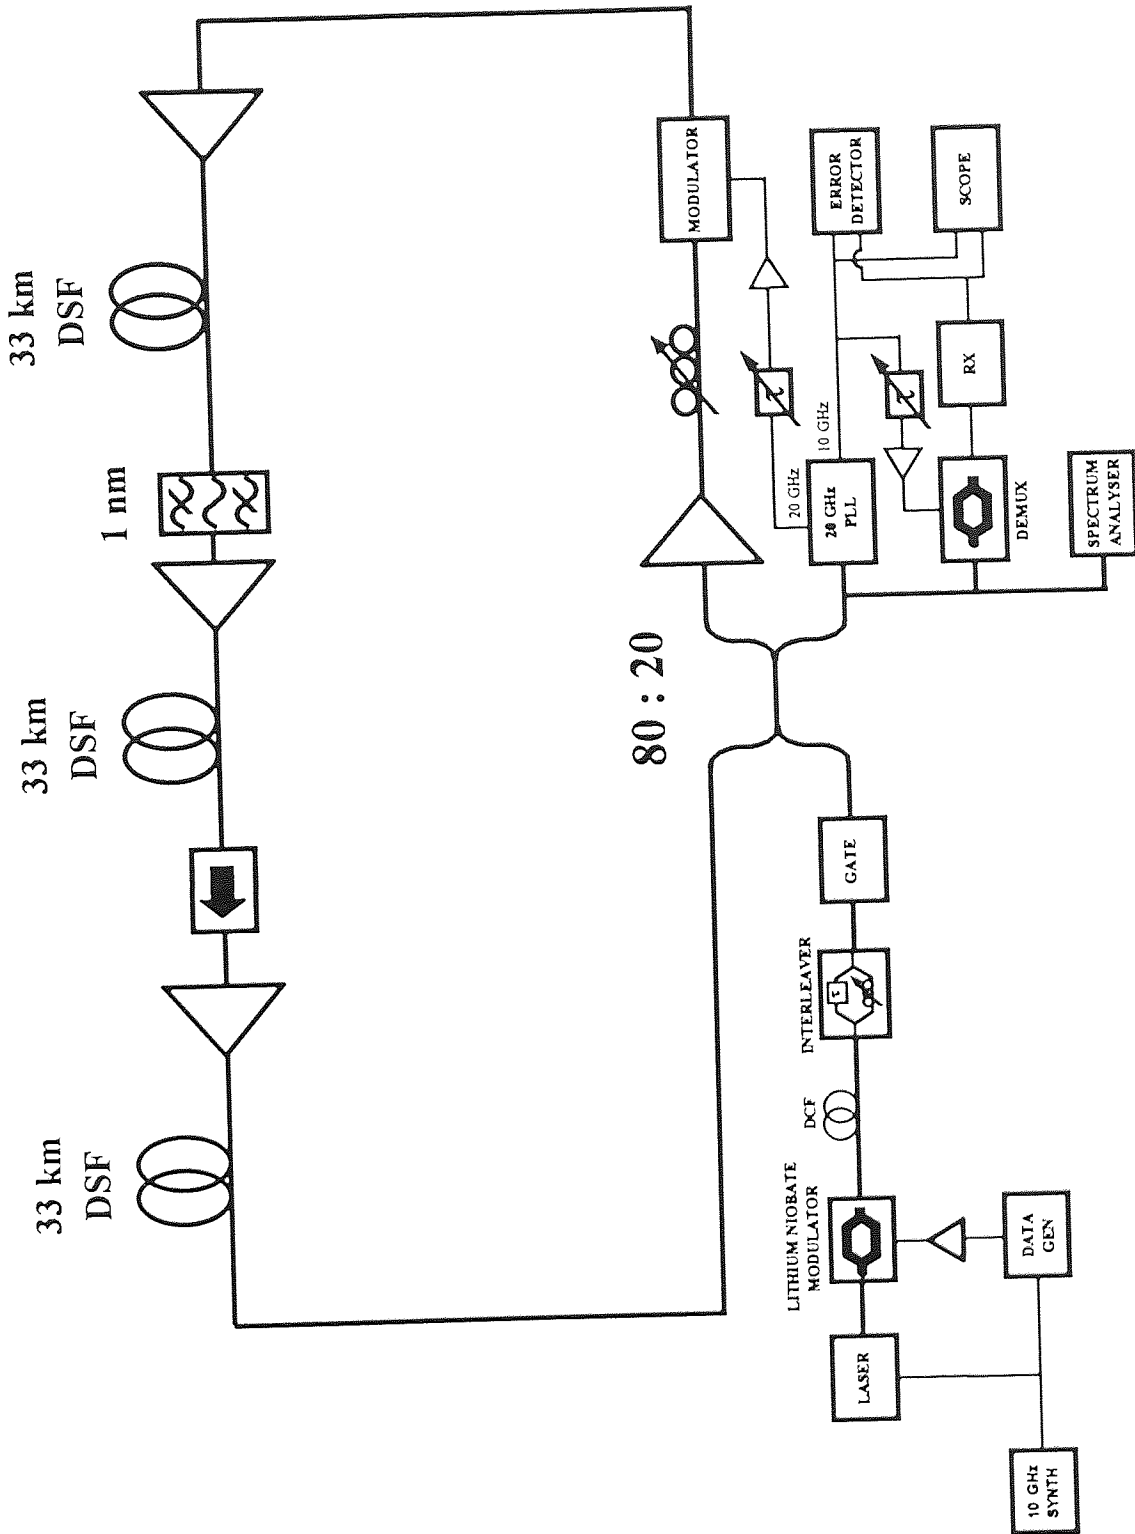 33 km
DSF
33 km
DSF
1 nm
33 km
DSF
80 : 20
MODULATOR
τ
20 GHz
10 GHz
20 GHz
PLL
ERROR
DETECTOR
τ
SCOPE
RX
DEMUX
SPECTRUM
ANALYSER
LASER
LITHIUM NIOBATE
MODULATOR
DCF
INTERLEAVER
τ
GATE
10 GHz
SYNTH
DATA
GEN